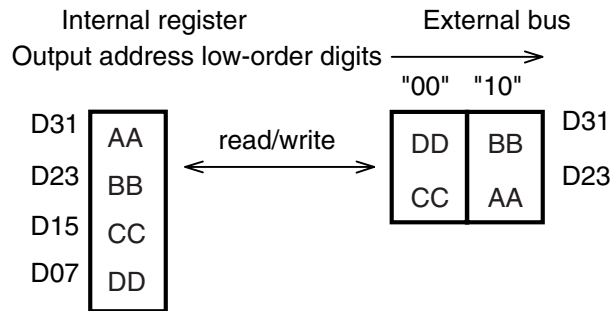 Internal register External bus
Output address low-order digits
"00" "10"
D31 AA read/write DD BB D31
D23 BB CC AA D23
D15 CC
D07 DD